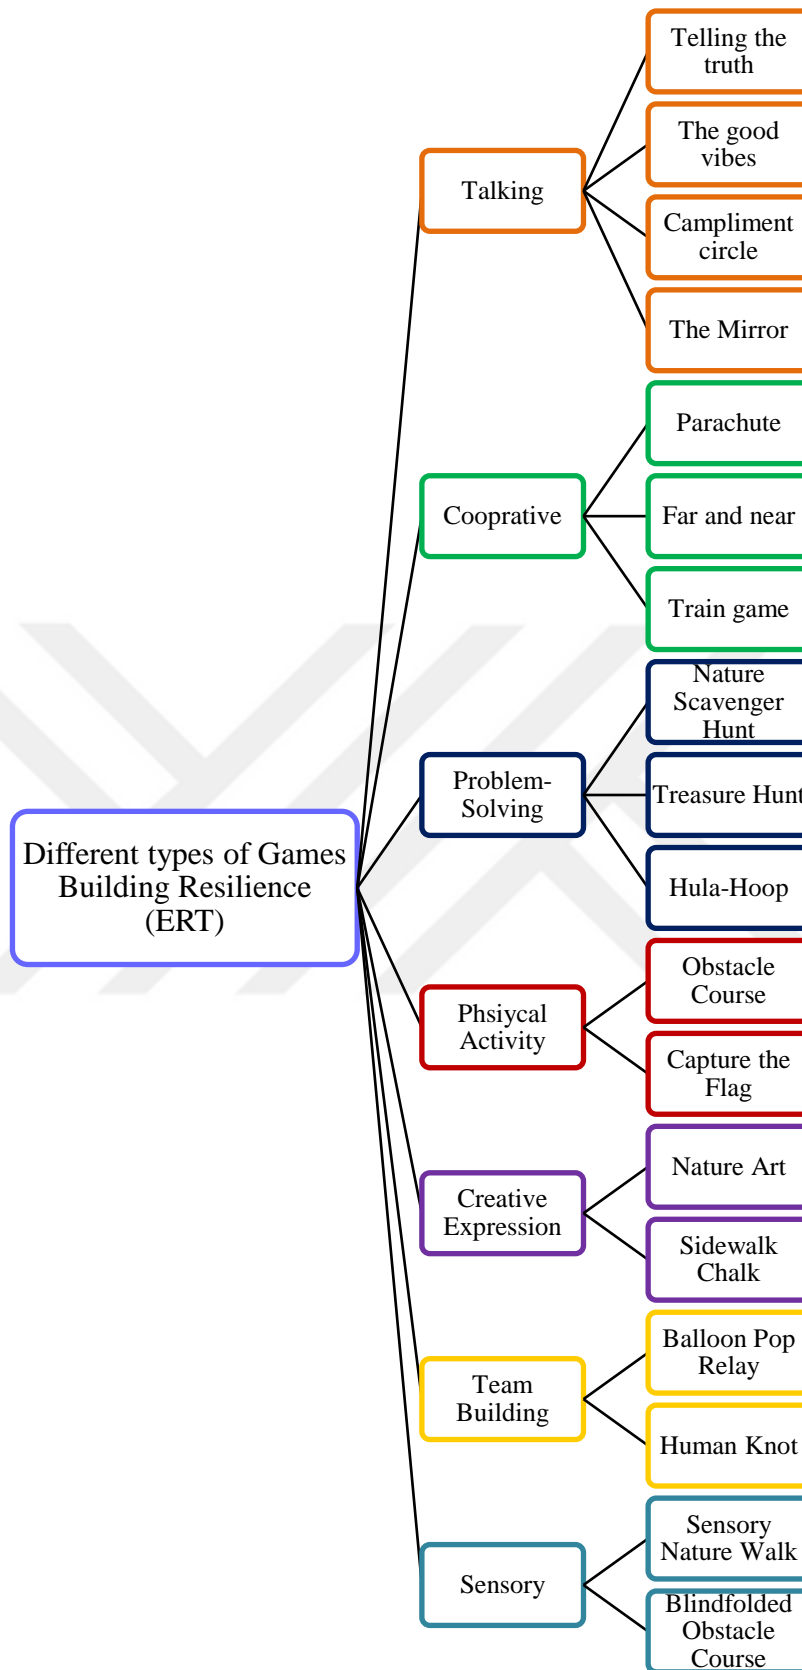 Different types of Games
Building Resilience
(ERT)
Talking
Telling the
truth
The good
vibes
Campliment
circle
The Mirror
Cooprative
Parachute
Far and near
Train game
Problem-
Solving
Nature
Scavenger
Hunt
Treasure Hunt
Hula-Hoop
Phsiycal
Activity
Obstacle
Course
Capture the
Flag
Creative
Expression
Nature Art
Sidewalk
Chalk
Team
Building
Balloon Pop
Relay
Human Knot
Sensory
Sensory
Nature Walk
Blindfolded
Obstacle
Course